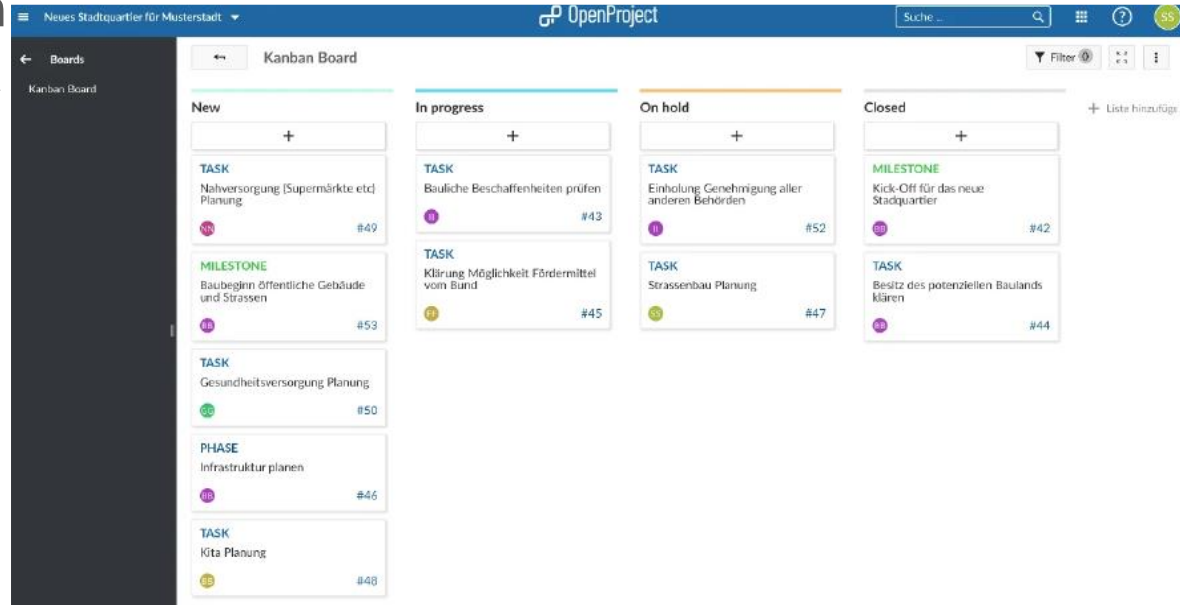 Neues Stadtquartier für Musterstadt
OpenProject
Suche ...
?
SS
Boards
Kanban Board
Kanban Board
Filter 0
New
In progress
On hold
Closed
+ Liste hinzufüge
+
+
+
+
TASK
Nahversorgung (Supermärkte etc)
Planung
NN
#49
MILESTONE
Baubeginn öffentliche Gebäude
und Strassen
BB
#53
TASK
Gesundheitsversorgung Planung
GG
#50
PHASE
Infrastruktur planen
BB
#46
TASK
Kita Planung
BB
#48
TASK
Bauliche Beschaffenheiten prüfen
#43
TASK
Klärung Möglichkeit Fördermittel
vom Bund
FF
#45
TASK
Einholung Genehmigung aller
anderen Behörden
#52
TASK
Strassenbau Planung
SS
#47
MILESTONE
Kick-Off für das neue
Stadquartier
BB
#42
TASK
Besitz des potenziellen Baulands
klären
BB
#44